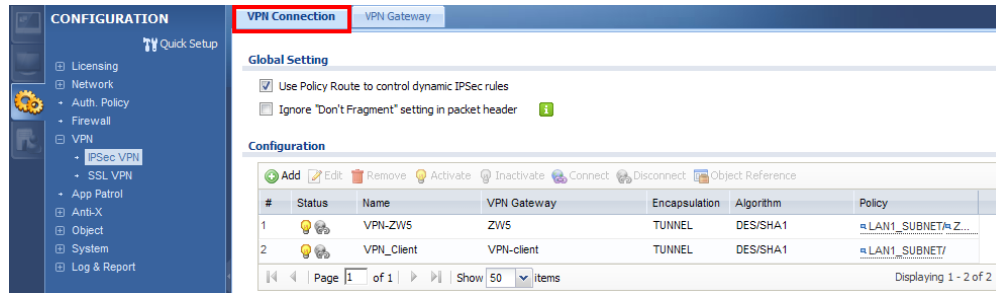 CONFIGURATION
Quick Setup
Licensing
Network
Auth. Policy
Firewall
VPN
IPSec VPN
SSL VPN
App Patrol
Anti-X
Object
System
Log & Report
VPN Connection VPN Gateway
Global Setting
Use Policy Route to control dynamic IPSec rules
Ignore "Don't Fragment" setting in packet header
Configuration
Add Edit Remove Activate Inactivate Connect Disconnect Object Reference
# Status Name VPN Gateway Encapsulation Algorithm Policy
1 VPN-ZW5 ZW5 TUNNEL DES/SHA1 LAN1_SUBNET/ Z...
2 VPN_Client VPN-client TUNNEL DES/SHA1 LAN1_SUBNET/
Page 1 of 1 Show 50 items Displaying 1 - 2 of 2